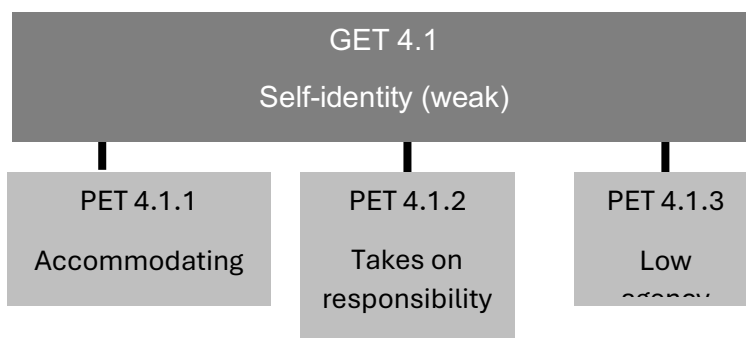 GET 4.1
Self-identity (weak)
PET 4.1.1
Accommodating
PET 4.1.2
Takes on
responsibility
PET 4.1.3
Low
agency